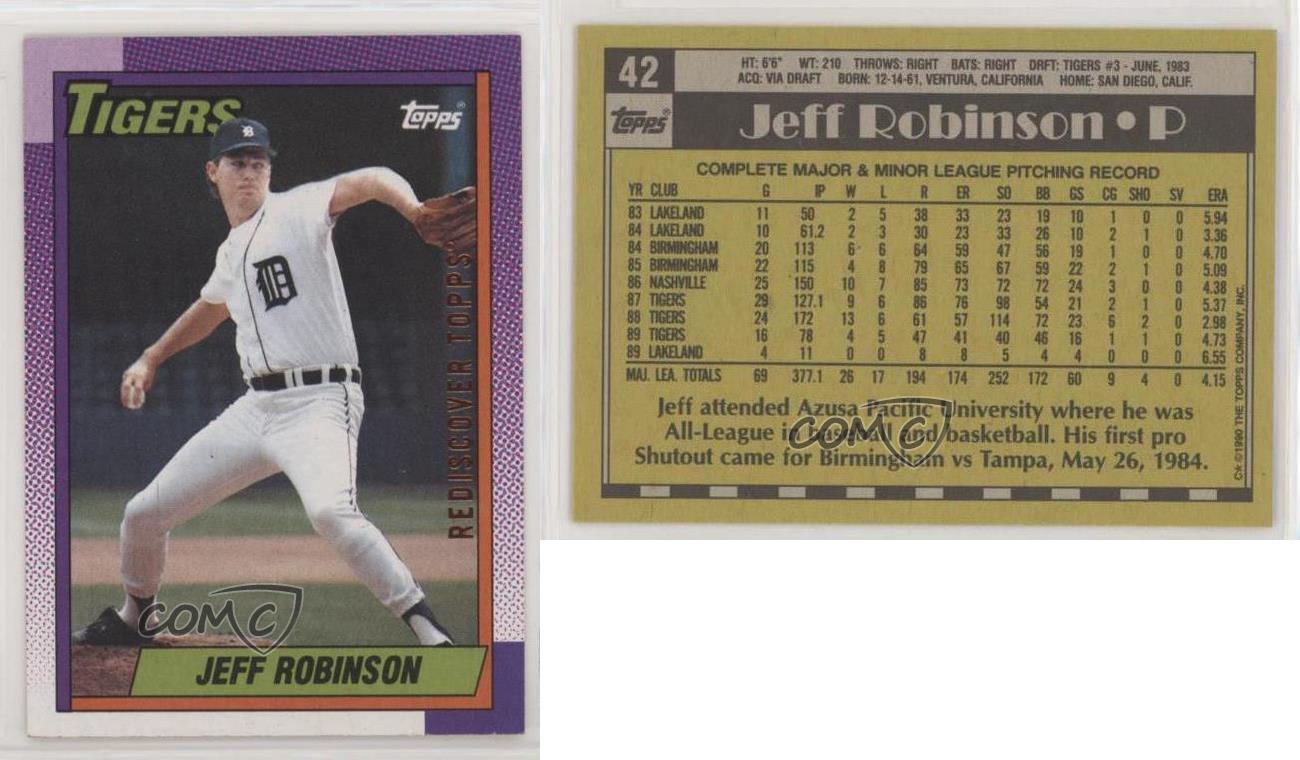 TIGERS
topps®
B
D
REDISCOVER TOPPS®
COMC
JEFF ROBINSON
42
HT: 6'6" WT: 210 THROWS: RIGHT BATS: RIGHT DRFT: TIGERS #3 - JUNE, 1983
ACQ: VIA DRAFT BORN: 12-14-61, VENTURA, CALIFORNIA HOME: SAN DIEGO, CALIF.
topps®
Jeff Robinson • P
COMPLETE MAJOR & MINOR LEAGUE PITCHING RECORD
YR CLUB G IP W L R ER SO BB GS CG SHO SV ERA
83 LAKELAND 11 50 2 5 38 33 23 19 10 1 0 0 5.94
84 LAKELAND 10 61.2 2 3 30 23 33 26 10 2 1 0 3.36
84 BIRMINGHAM 20 113 6 6 64 59 47 56 19 1 0 0 4.70
85 BIRMINGHAM 22 115 4 8 79 65 67 59 22 2 1 0 5.09
86 NASHVILLE 25 150 10 7 85 73 72 72 24 3 0 0 4.38
87 TIGERS 29 127.1 9 6 86 76 98 54 21 2 1 0 5.37
88 TIGERS 24 172 13 6 61 57 114 72 23 6 2 0 2.98
89 TIGERS 16 78 4 5 47 41 40 46 16 1 1 0 4.73
89 LAKELAND 4 11 0 0 8 8 5 4 4 0 0 0 6.55
MAJ. LEA. TOTALS 69 377.1 26 17 194 174 252 172 60 9 4 0 4.15
Jeff attended Azusa Pacific University where he was
All-League in baseball and basketball. His first pro
Shutout came for Birmingham vs Tampa, May 26, 1984.
COMC
C* ©1990 THE TOPPS COMPANY, INC.